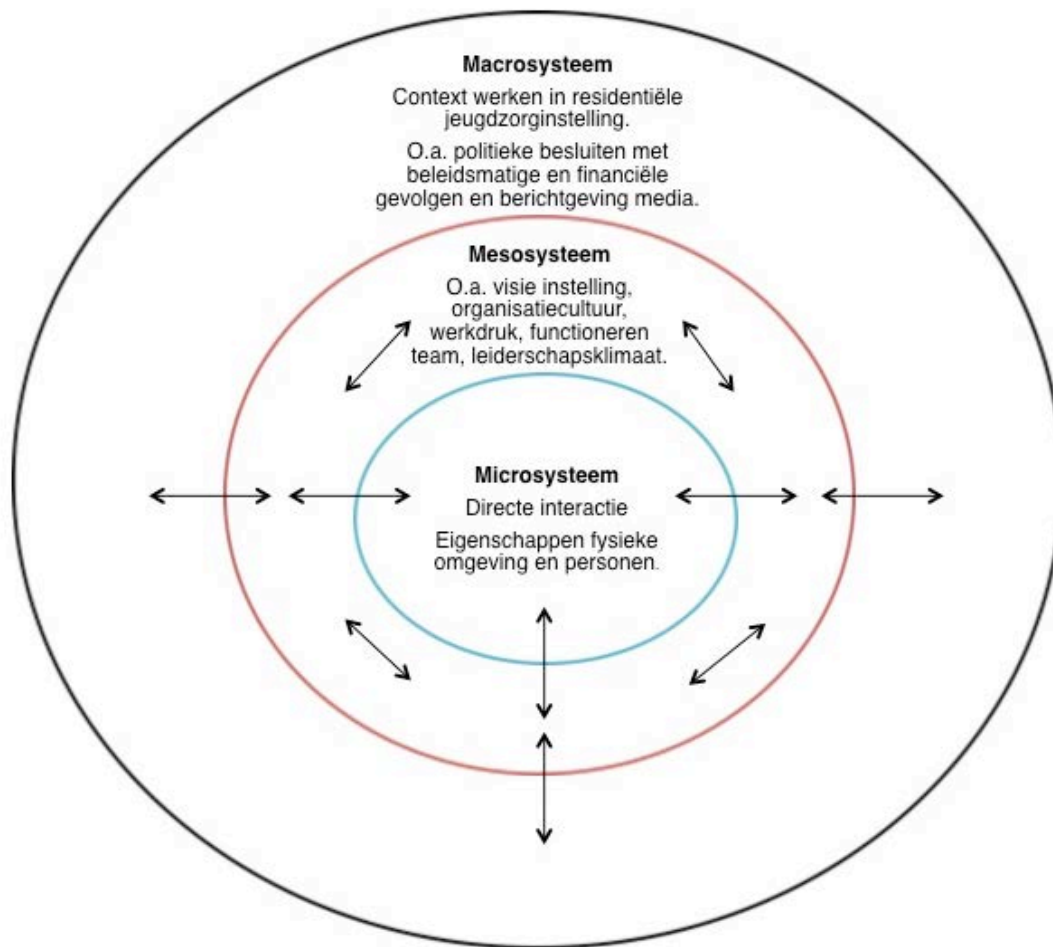 Macrosysteem
Context werken in residentiële
jeugdzorginstelling.
O.a. politieke besluiten met
beleidsmatige en financiële
gevolgen en berichtgeving media.
Mesosysteem
O.a. visie instelling,
organisatiecultuur,
werkdruk, functioneren
team, leiderschapsklimaat.
Microsysteem
Directe interactie
Eigenschappen fysieke
omgeving en personen.